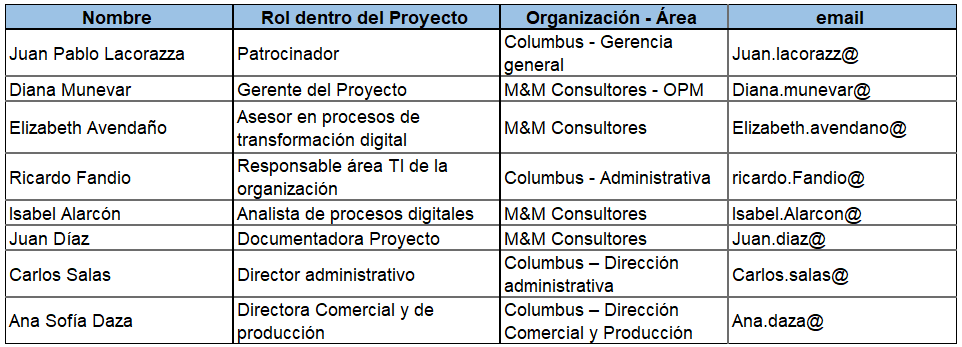 Nombre Rol dentro del Proyecto Organización - Área email
Juan Pablo Lacorazza Patrocinador Columbus - Gerencia general Juan.lacorazz@
Diana Munevar Gerente del Proyecto M&M Consultores - OPM Diana.munevar@
Elizabeth Avendaño Asesor en procesos de transformación digital M&M Consultores Elizabeth.avendano@
Ricardo Fandio Responsable área TI de la organización Columbus - Administrativa ricardo.Fandio@
Isabel Alarcón Analista de procesos digitales M&M Consultores Isabel.Alarcon@
Juan Díaz Documentadora Proyecto M&M Consultores Juan.diaz@
Carlos Salas Director administrativo Columbus – Dirección administrativa Carlos.salas@
Ana Sofía Daza Directora Comercial y de producción Columbus – Dirección Comercial y Producción Ana.daza@